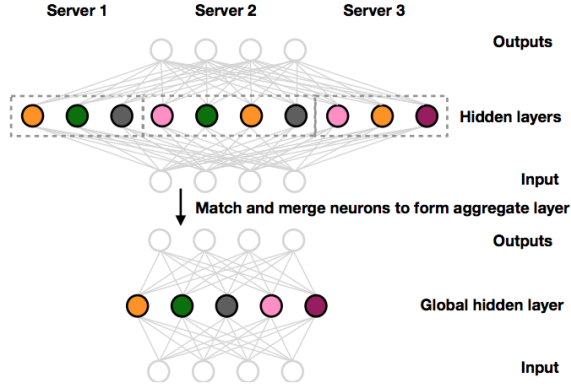 Server 1 Server 2 Server 3
Outputs
Hidden layers
Input
Match and merge neurons to form aggregate layer
Outputs
Global hidden layer
Input